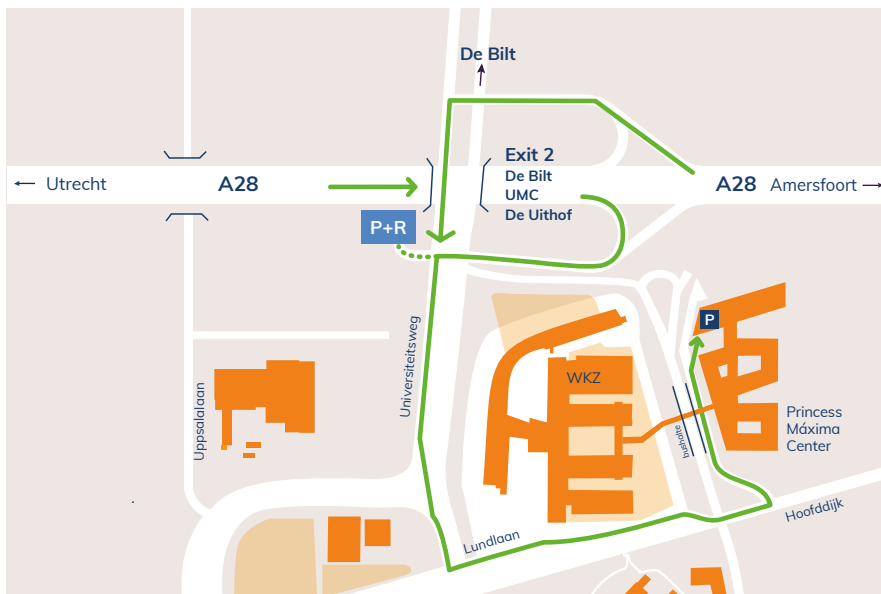 De Bilt
Exit 2
De Bilt
UMC
De Uithof
Utrecht
A28
A28
Amersfoort
P+R
P
Universiteitsweg
WKZ
Uppsalalaan
bushalte
Princess
Máxima
Center
Hoofddijk
Lundlaan